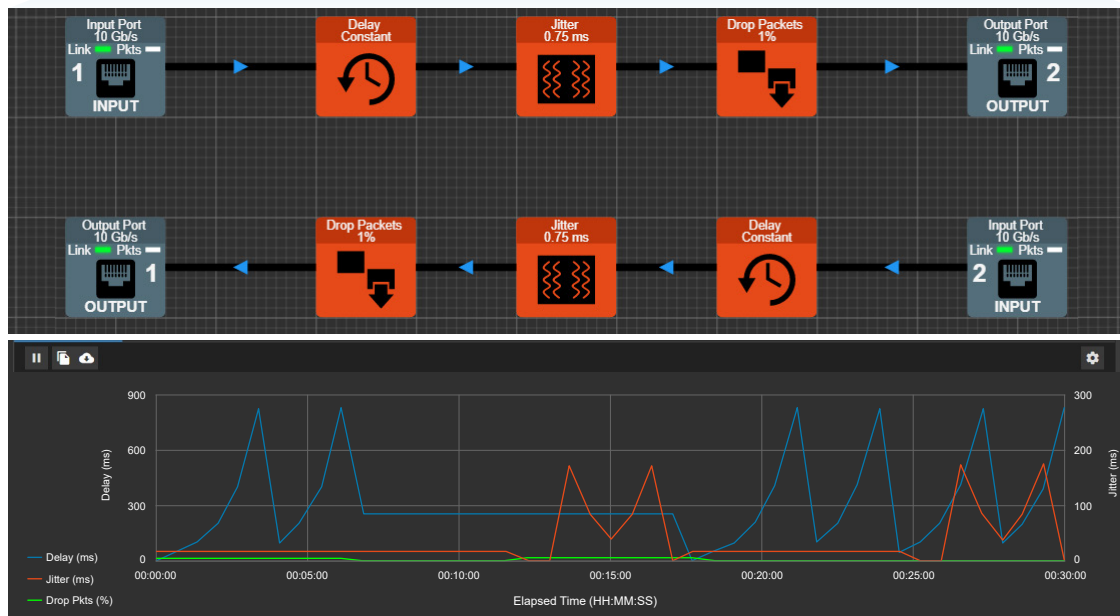 Input Port
10 Gb/s
Link Pkts
1
INPUT
Delay
Constant
Jitter
0.75 ms
Drop Packets
1%
Output Port
10 Gb/s
Link Pkts
2
OUTPUT
Output Port
10 Gb/s
Link Pkts
1
OUTPUT
Drop Packets
1%
Jitter
0.75 ms
Delay
Constant
Input Port
10 Gb/s
Link Pkts
2
INPUT
900
600
300
0
Delay (ms)
300
200
100
0
Jitter (ms)
Delay (ms)
Jitter (ms)
Drop Pkts (%)
00:00:00 00:05:00 00:10:00 00:15:00 00:20:00 00:25:00 00:30:00
Elapsed Time (HH:MM:SS)